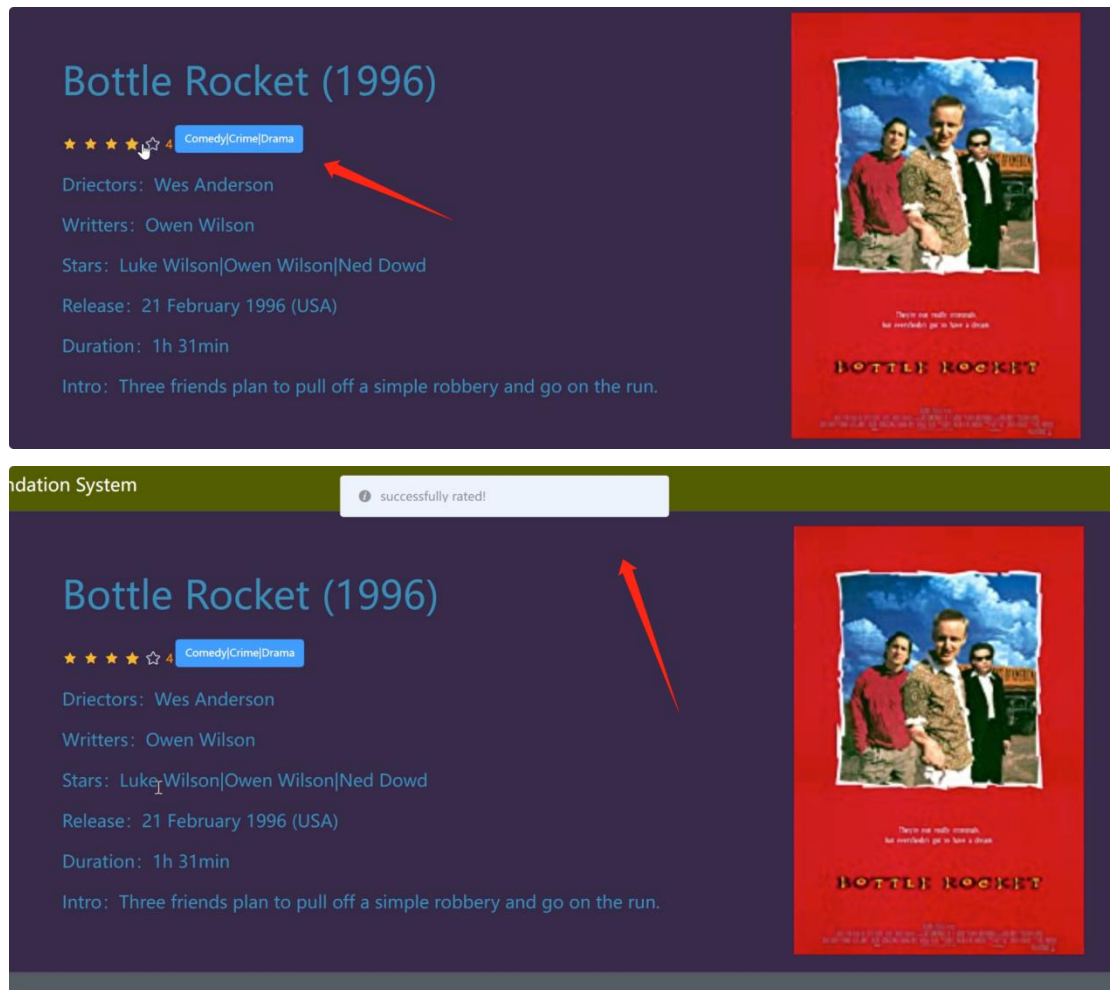 Bottle Rocket (1996)
4 Comedy|Crime|Drama
Driectors: Wes Anderson
Writters: Owen Wilson
Stars: Luke Wilson|Owen Wilson|Ned Dowd
Release: 21 February 1996 (USA)
Duration: 1h 31min
Intro: Three friends plan to pull off a simple robbery and go on the run.
They're not really criminals,
but everybody's got to have a dream.
BOTTLE ROCKET
ndation System
successfully rated!
Bottle Rocket (1996)
4 Comedy|Crime|Drama
Driectors: Wes Anderson
Writters: Owen Wilson
Stars: Luke Wilson|Owen Wilson|Ned Dowd
Release: 21 February 1996 (USA)
Duration: 1h 31min
Intro: Three friends plan to pull off a simple robbery and go on the run.
They're not really criminals,
but everybody's got to have a dream.
BOTTLE ROCKET